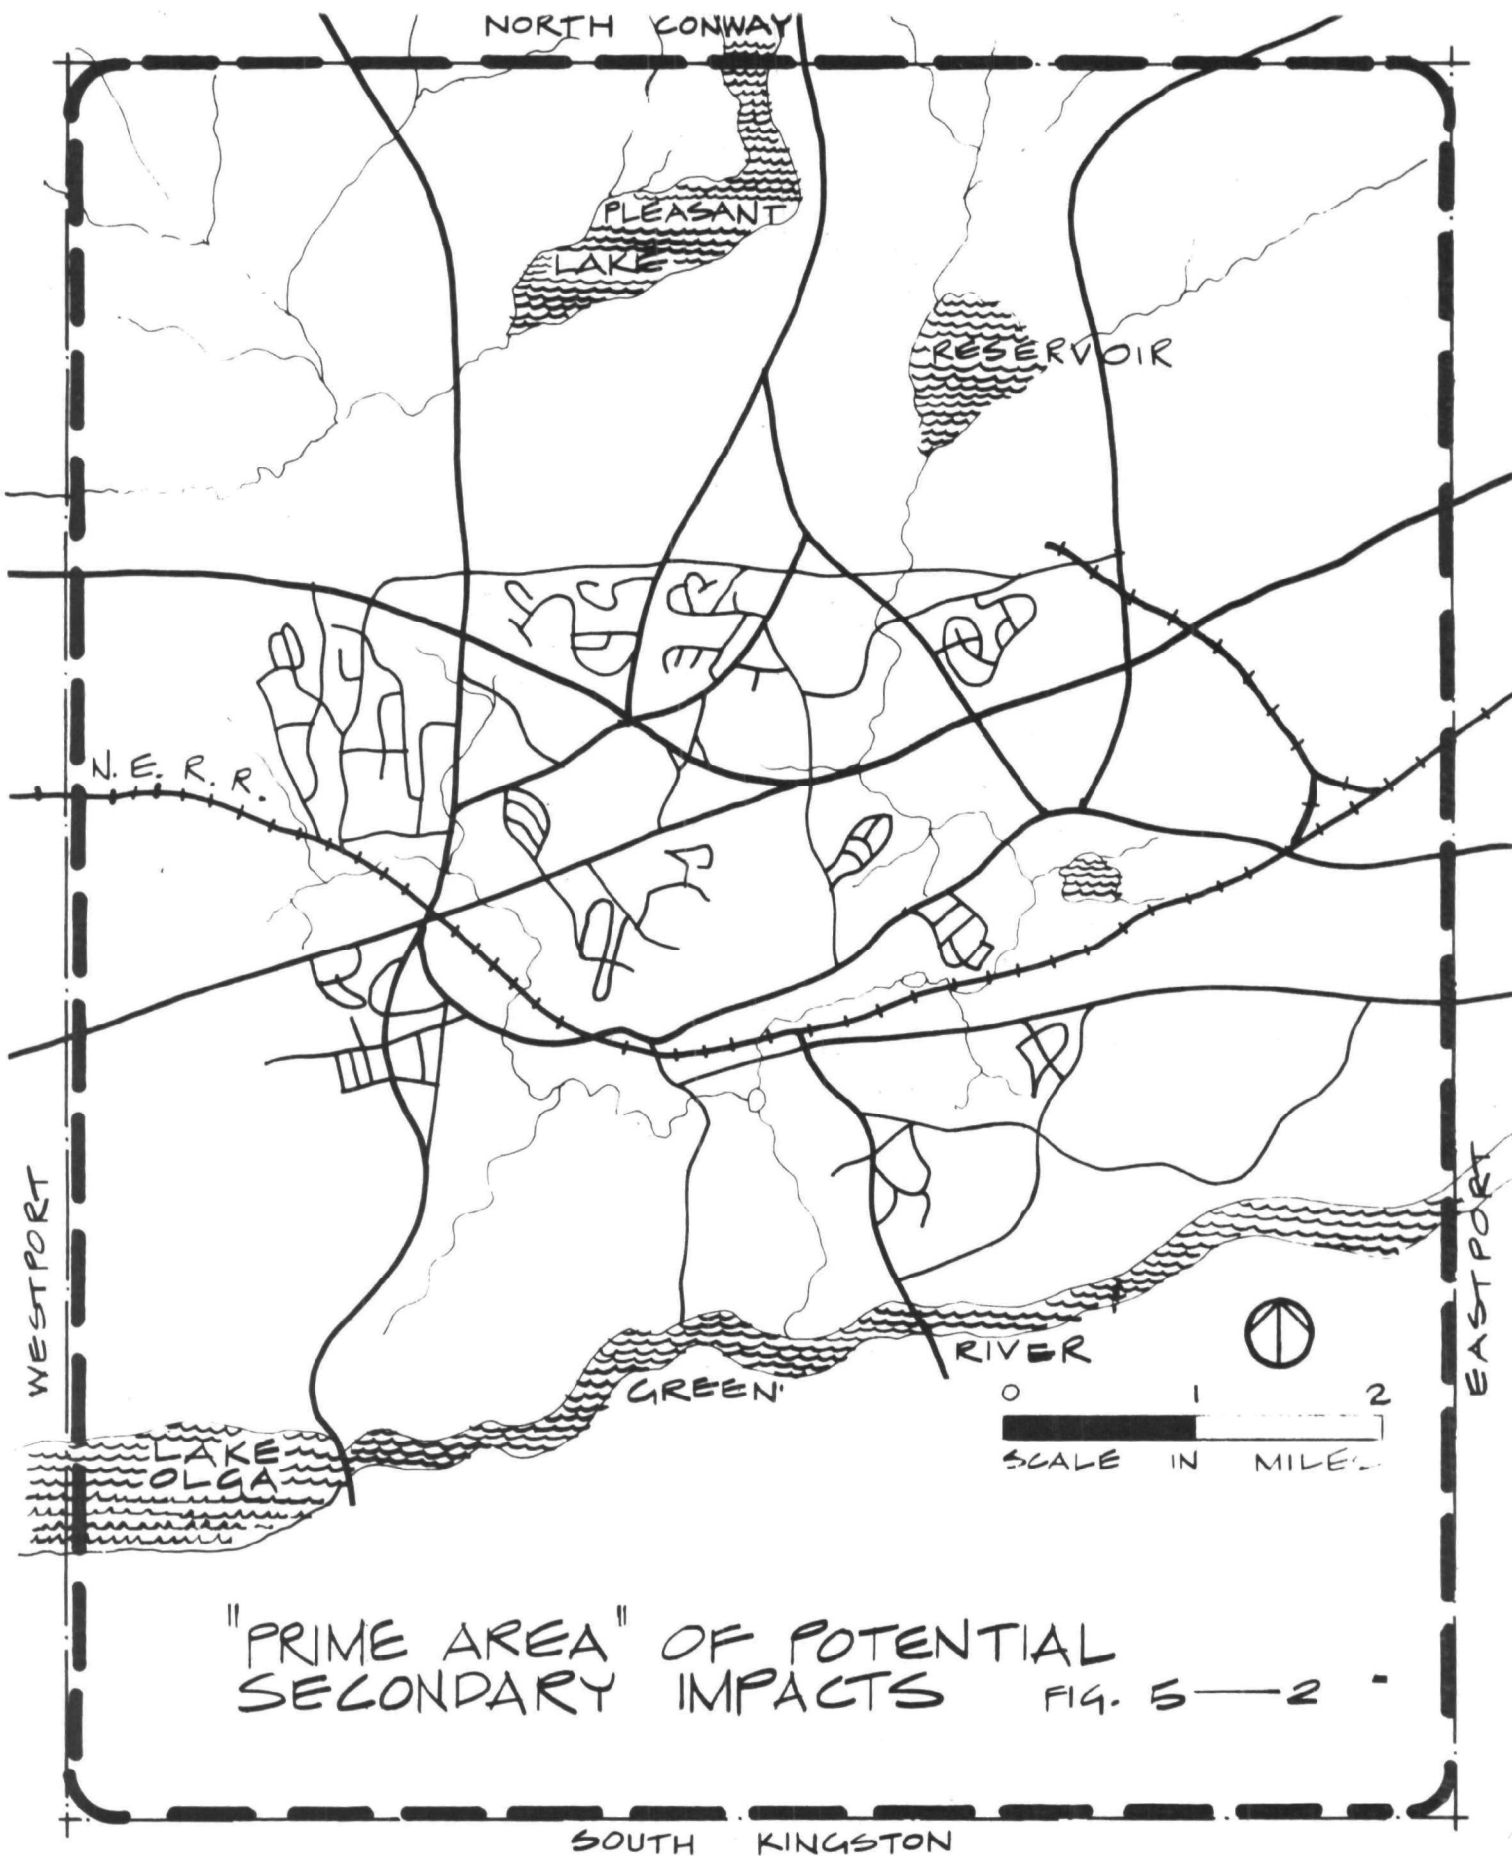 NORTH CONWAY
PLEASANT
LAKE
RESERVOIR
N. E. R. R.
WESTPORT
EASTPORT
RIVER
GREEN
0 1 2
SCALE IN MILES
LAKE
OLGA
"PRIME AREA" OF POTENTIAL
SECONDARY IMPACTS FIG. 5—2
SOUTH KINGSTON